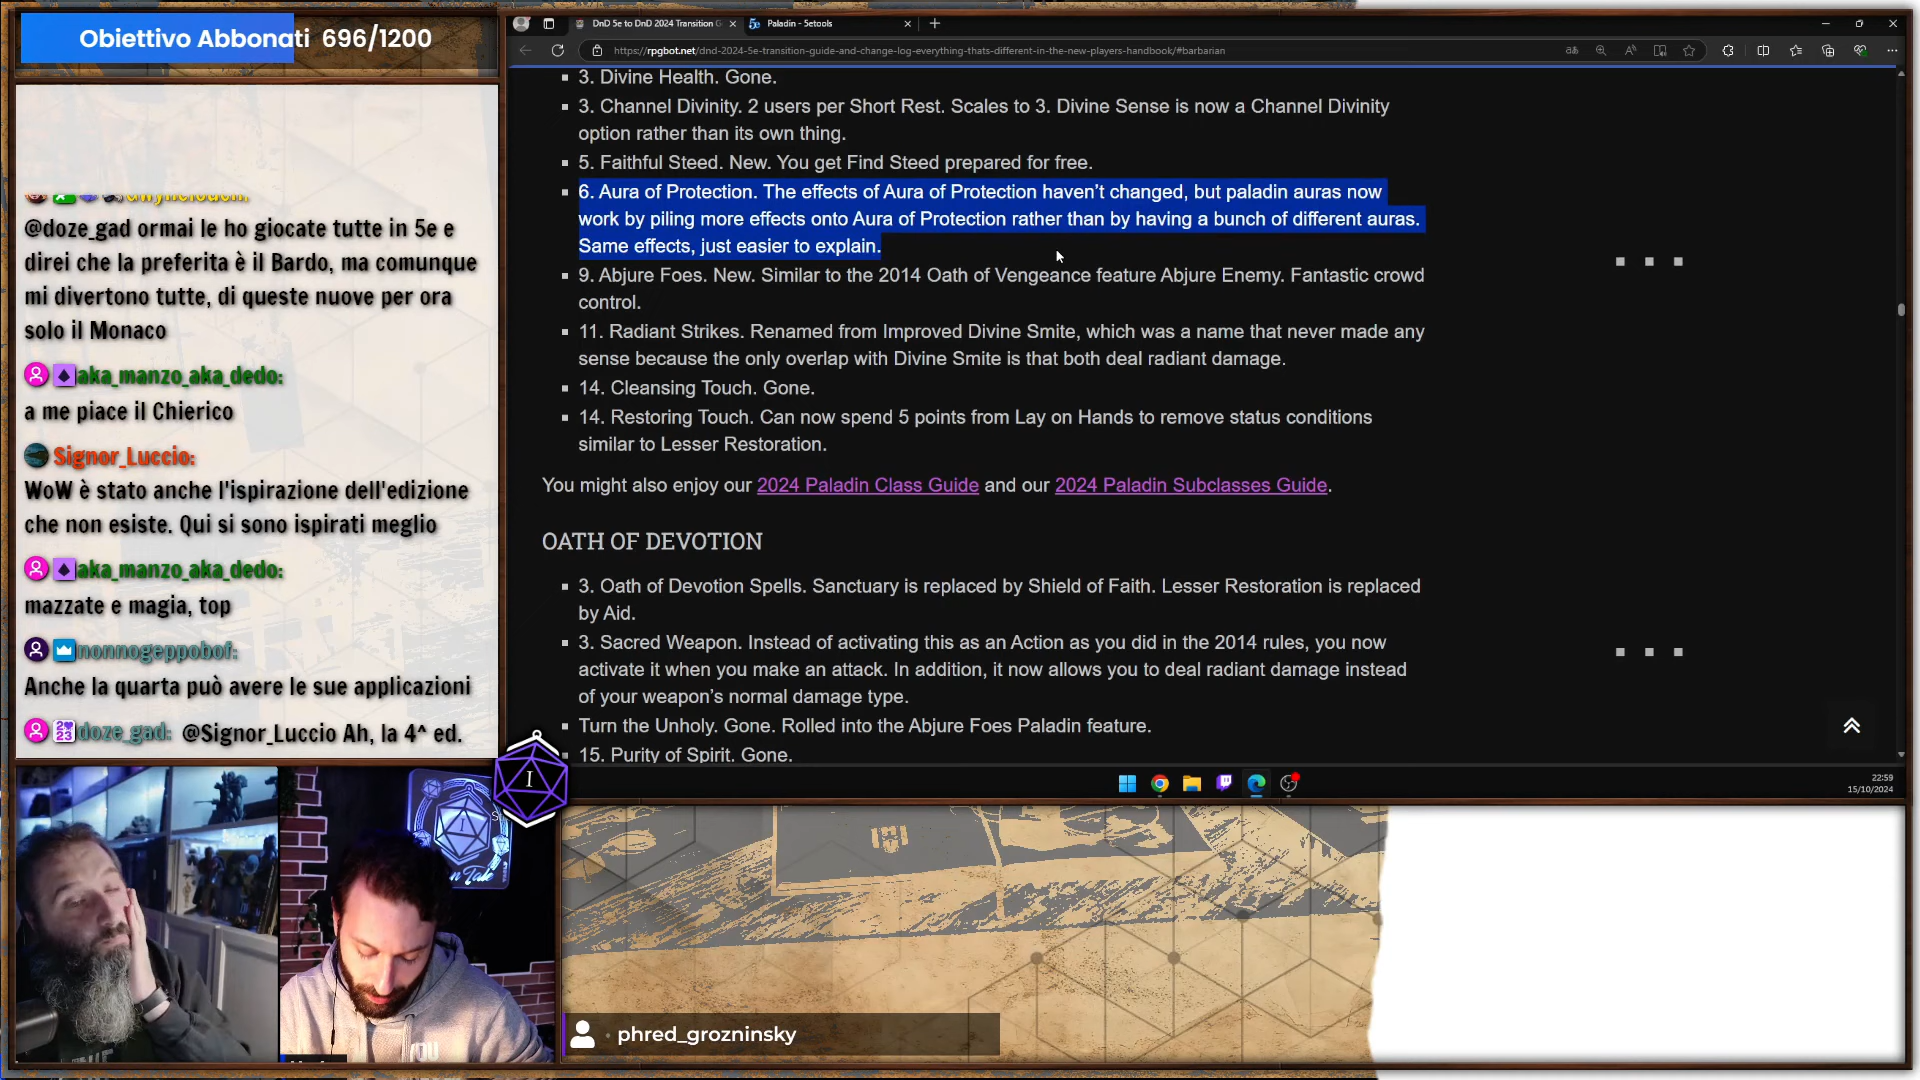 Obiettivo Abbonati 696/1200
@doze_gad ormai le ho giocate tutte in 5e e
direi che la preferita è il Bardo, ma comunque
mi divertono tutte, di queste nuove per ora
solo il Monaco
aka_manzo_aka_dedo:
a me piace il Chierico
Signor_Luccio:
WoW è stato anche l'ispirazione dell'edizione
che non esiste. Qui si sono ispirati meglio
aka_manzo_aka_dedo:
mazzate e magia, top
nonnogeppobof:
Anche la quarta può avere le sue applicazioni
doze_gad: @Signor_Luccio Ah, la 4^ ed.
DnD 5e to DnD 2024 Transition G
Paladin - 5etools
https://rpgbot.net/dnd-2024-5e-transition-guide-and-change-log-everything-thats-different-in-the-new-players-handbook/#barbarian
3. Divine Health. Gone.
3. Channel Divinity. 2 users per Short Rest. Scales to 3. Divine Sense is now a Channel Divinity
option rather than its own thing.
5. Faithful Steed. New. You get Find Steed prepared for free.
6. Aura of Protection. The effects of Aura of Protection haven't changed, but paladin auras now
work by piling more effects onto Aura of Protection rather than by having a bunch of different auras.
Same effects, just easier to explain.
9. Abjure Foes. New. Similar to the 2014 Oath of Vengeance feature Abjure Enemy. Fantastic crowd
control.
11. Radiant Strikes. Renamed from Improved Divine Smite, which was a name that never made any
sense because the only overlap with Divine Smite is that both deal radiant damage.
14. Cleansing Touch. Gone.
14. Restoring Touch. Can now spend 5 points from Lay on Hands to remove status conditions
similar to Lesser Restoration.
You might also enjoy our 2024 Paladin Class Guide and our 2024 Paladin Subclasses Guide.
OATH OF DEVOTION
3. Oath of Devotion Spells. Sanctuary is replaced by Shield of Faith. Lesser Restoration is replaced
by Aid.
3. Sacred Weapon. Instead of activating this as an Action as you did in the 2014 rules, you now
activate it when you make an attack. In addition, it now allows you to deal radiant damage instead
of your weapon's normal damage type.
Turn the Unholy. Gone. Rolled into the Abjure Foes Paladin feature.
15. Purity of Spirit. Gone.
22:59
15/10/2024
phred_grozninsky